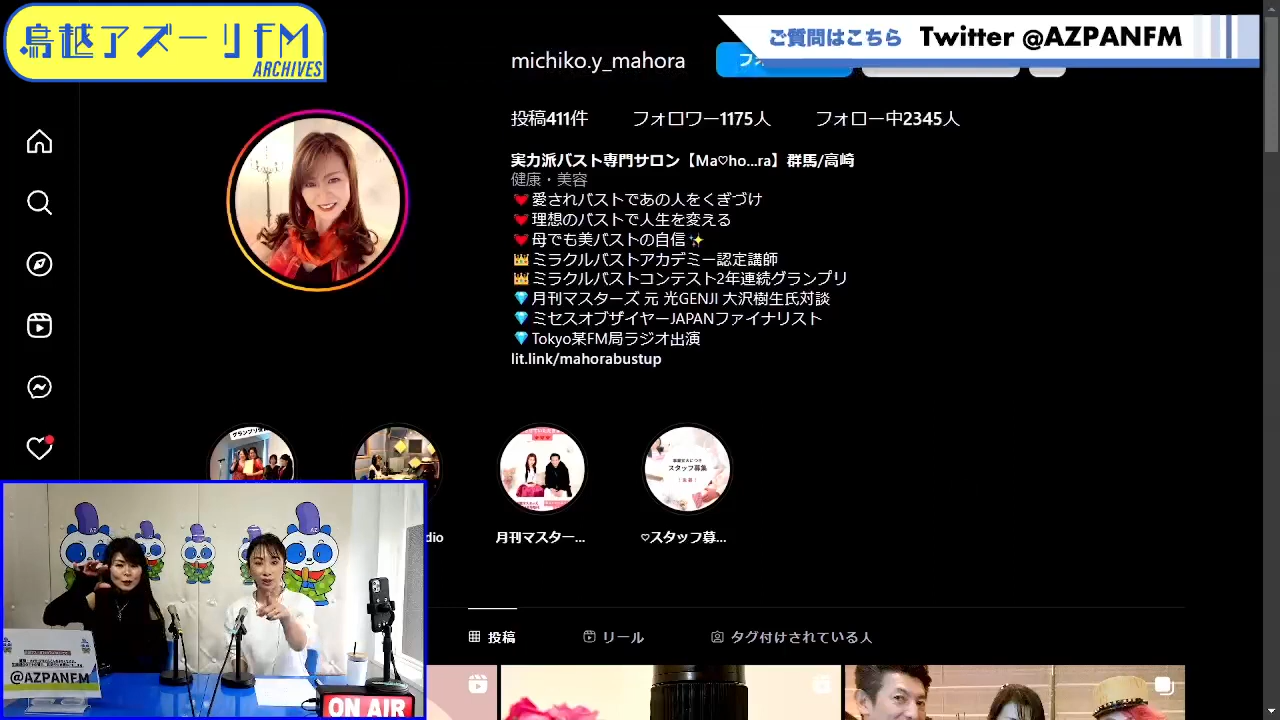 鳥越アズーリFM
ARCHIVES
ご質問はこちら Twitter @AZPANFM
michiko.y_mahora
投稿411件 フォロワー1175人 フォロー中2345人
実力派バスト専門サロン【Ma♡ho...ra】群馬/高崎
健康・美容
❤️愛されバストであの人をくぎづけ
❤️理想のバストで人生を変える
❤️母でも美バストの自信✨
👑ミラクルバストアカデミー認定講師
👑ミラクルバストコンテスト2年連続グランプリ
💎月刊マスターズ 元 光GENJI 大沢樹生氏対談
💎ミセスオブザイヤーJAPANファイナリスト
💎Tokyo某FM局ラジオ出演
lit.link/mahorabustup
スタッフ募集
dio 月刊マスター... ♡スタッフ募...
AZ AZ
@AZPANFM
ON AIR
投稿 リール タグ付けされている人